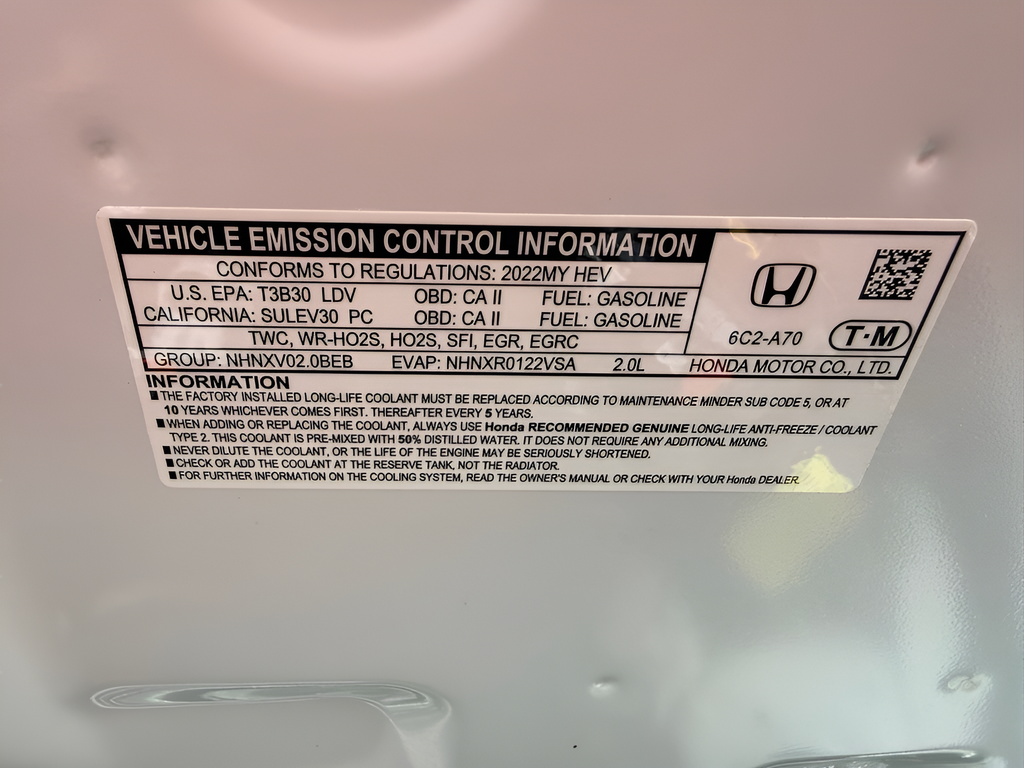 VEHICLE EMISSION CONTROL INFORMATION
CONFORMS TO REGULATIONS: 2022MY HEV
U.S. EPA: T3B30 LDV OBD: CA II FUEL: GASOLINE
CALIFORNIA: SULEV30 PC OBD: CA II FUEL: GASOLINE
TWC, WR-HO2S, HO2S, SFI, EGR, EGRC
6C2-A70
T·M
GROUP: NHNXV02.0BEB EVAP: NHNXR0122VSA 2.0L HONDA MOTOR CO., LTD.
INFORMATION
■ THE FACTORY INSTALLED LONG-LIFE COOLANT MUST BE REPLACED ACCORDING TO MAINTENANCE MINDER SUB CODE 5, OR AT
10 YEARS WHICHEVER COMES FIRST. THEREAFTER EVERY 5 YEARS.
■ WHEN ADDING OR REPLACING THE COOLANT, ALWAYS USE Honda RECOMMENDED GENUINE LONG-LIFE ANTI-FREEZE / COOLANT
TYPE 2. THIS COOLANT IS PRE-MIXED WITH 50% DISTILLED WATER. IT DOES NOT REQUIRE ANY ADDITIONAL MIXING.
■ NEVER DILUTE THE COOLANT, OR THE LIFE OF THE ENGINE MAY BE SERIOUSLY SHORTENED.
■ CHECK OR ADD THE COOLANT AT THE RESERVE TANK, NOT THE RADIATOR.
■ FOR FURTHER INFORMATION ON THE COOLING SYSTEM, READ THE OWNER'S MANUAL OR CHECK WITH YOUR Honda DEALER.